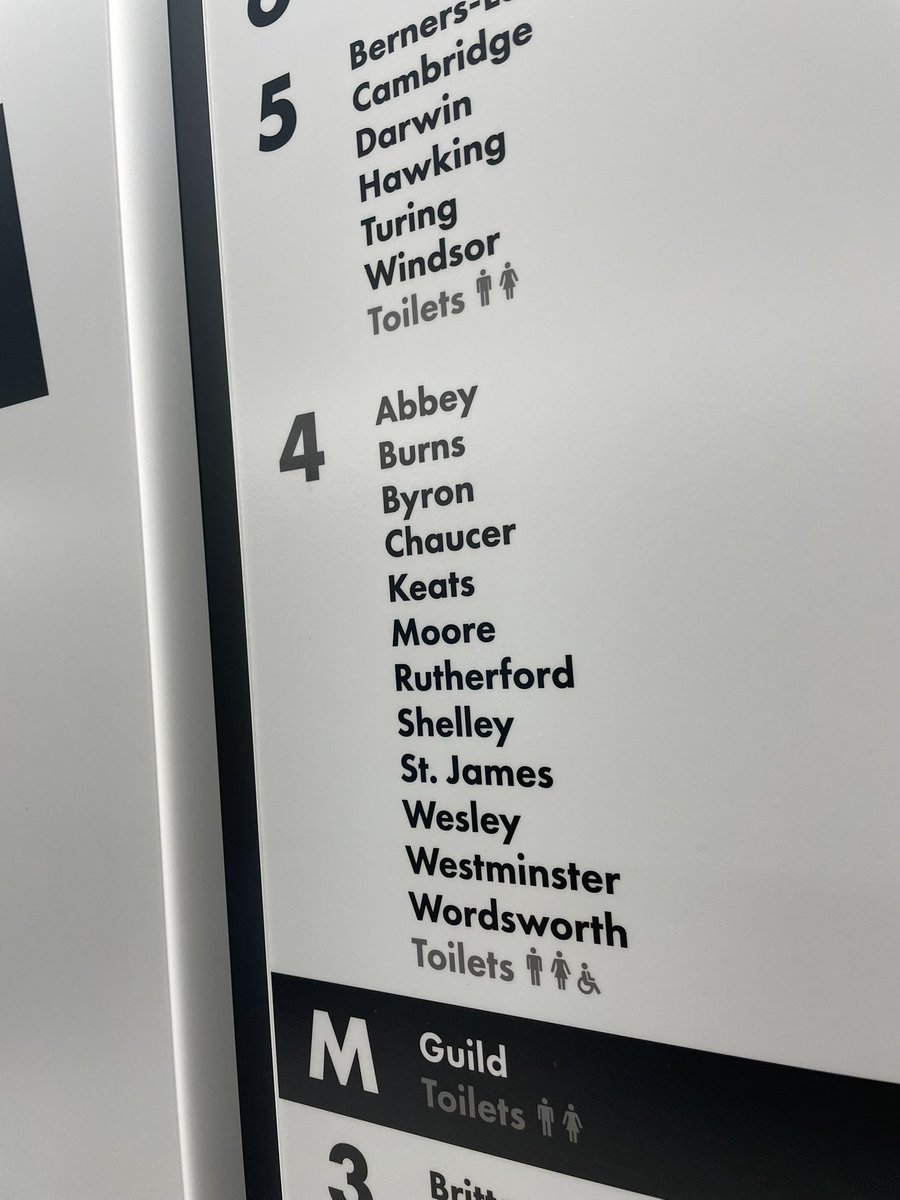 5
Cambridge
Darwin
Hawking
Turing
Windsor
Toilets
4
Abbey
Burns
Byron
Chaucer
Keats
Moore
Rutherford
Shelley
St. James
Wesley
Westminster
Wordsworth
Toilets
M
Guild
Toilets
3